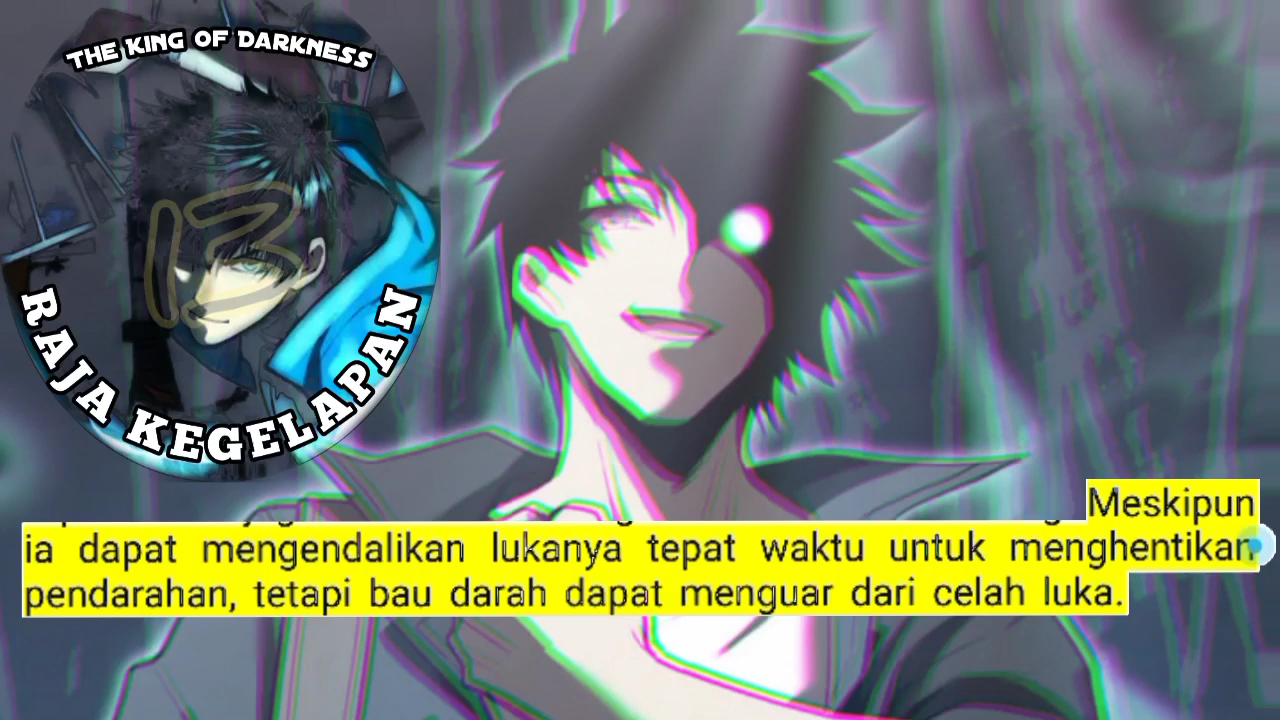 THE KING OF DARKNESS
13
RAJA KEGELAPAN
Meskipun
ia dapat mengendalikan lukanya tepat waktu untuk menghentikan
pendarahan, tetapi bau darah dapat menguar dari celah luka.